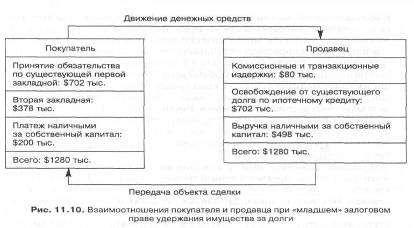 Движение денежных средств
Покупатель
Принятие обязательства
по существующей первой
закладной: $702 тыс.
Вторая закладная:
$378 тыс.
Платеж наличными
за собственный капитал:
$200 тыс.
Всего: $1280 тыс.
Продавец
Комиссионные и транзакционные
издержки: $80 тыс.
Освобождение от существующего
долга по ипотечному кредиту:
$702 тыс.
Выручка наличными за собственный
капитал: $498 тыс.
Всего: $1280 тыс.
Передача объекта сделки
Рис. 11.10. Взаимоотношения покупателя и продавца при «младшем» залоговом
праве удержания имущества за долги